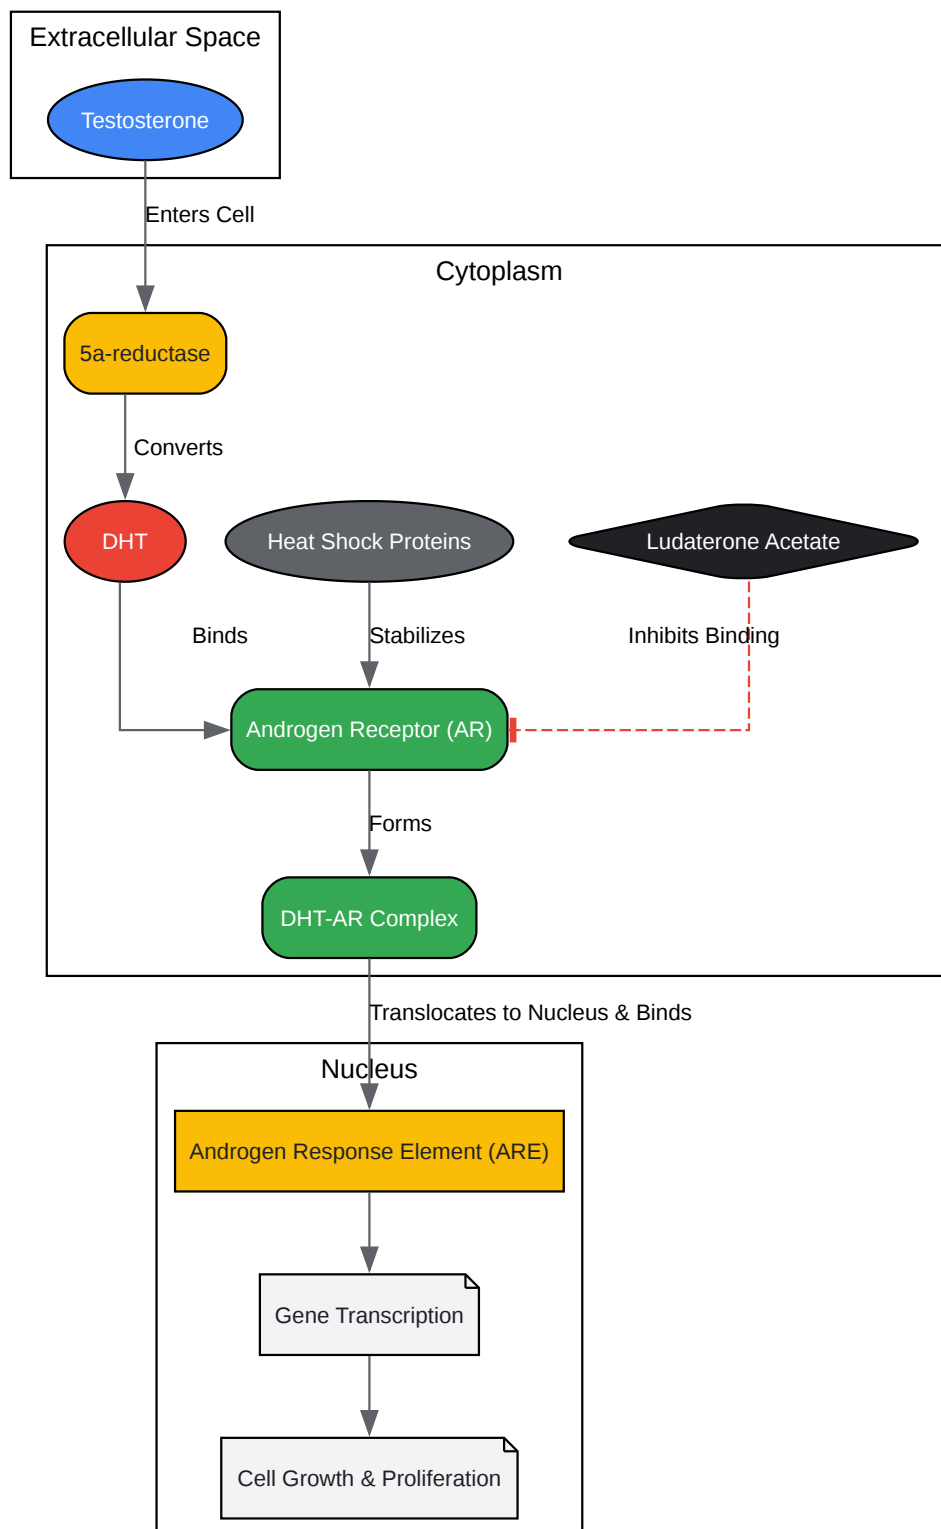 Extracellular Space
Testosterone
Enters Cell
Cytoplasm
5a-reductase
Converts
DHT
Heat Shock Proteins
Ludaterone Acetate
Binds
Stabilizes
Inhibits Binding
Androgen Receptor (AR)
Forms
DHT-AR Complex
Translocates to Nucleus & Binds
Nucleus
Androgen Response Element (ARE)
Gene Transcription
Cell Growth & Proliferation